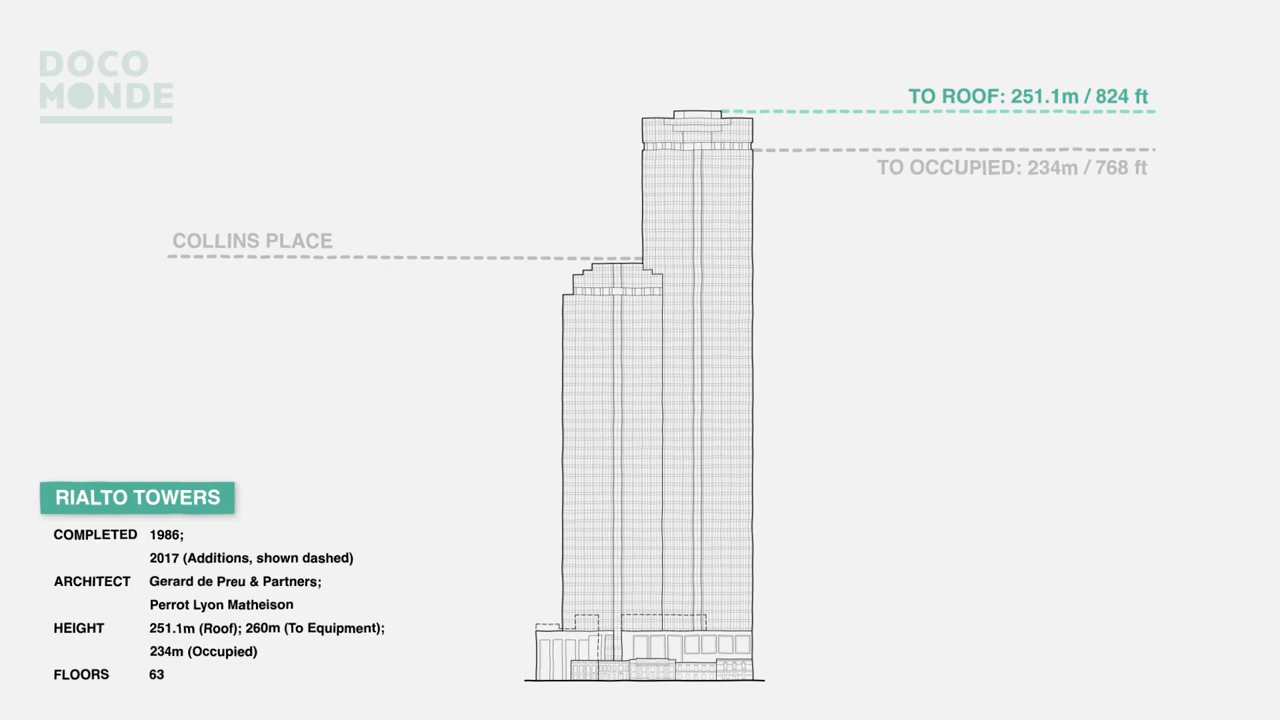 DOCO
MONDE
TO ROOF: 251.1m / 824 ft
TO OCCUPIED: 234m / 768 ft
COLLINS PLACE
RIALTO TOWERS
COMPLETED 1986;
2017 (Additions, shown dashed)
ARCHITECT Gerard de Preu & Partners;
Perrot Lyon Matheison
HEIGHT 251.1m (Roof); 260m (To Equipment);
234m (Occupied)
FLOORS 63